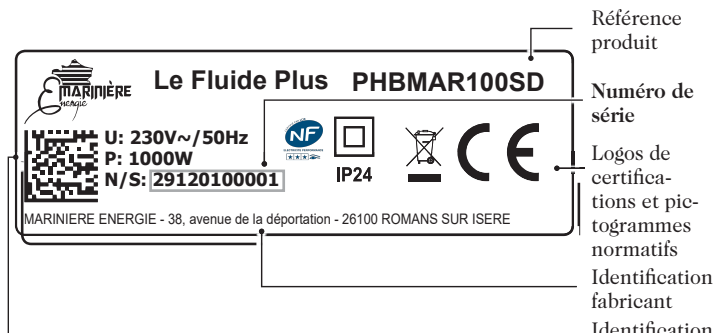 Référence
produit
MARINIÈRE
Energie
Le Fluide Plus PHBMAR100SD
Numéro de
série
U: 230V~/50Hz
P: 1000W
N/S: 29120100001
NF
IP24
CE
Logos de
certifica-
tions et pic-
togrammes
normatifs
MARINIERE ENERGIE - 38, avenue de la déportation - 26100 ROMANS SUR ISERE
Identification
fabricant
Identification